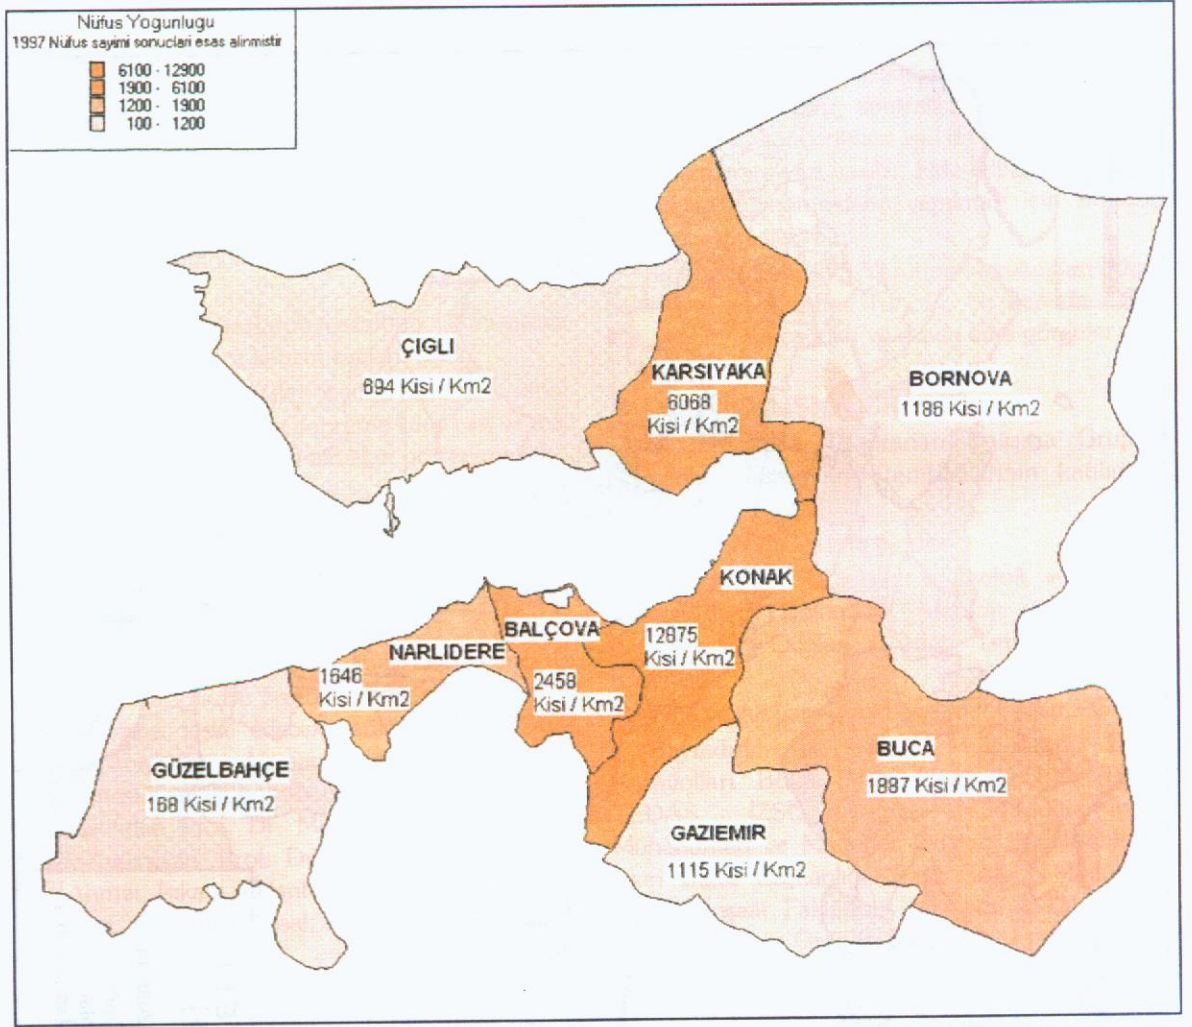 Nüfus Yogunlugu
1997 Nüfus sayimi sonuclari esas alinmistir
6100 - 12900
1900 - 6100
1200 - 1900
100 - 1200
ÇIGLI
694 Kisi / Km2
KARSIYAKA
6068
Kisi / Km2
BORNOVA
1186 Kisi / Km2
KONAK
12875
Kisi / Km2
BALÇOVA
2458
Kisi / Km2
NARLIDERE
1646
Kisi / Km2
GÜZELBAHÇE
168 Kisi / Km2
BUCA
1887 Kisi / Km2
GAZIEMIR
1115 Kisi / Km2